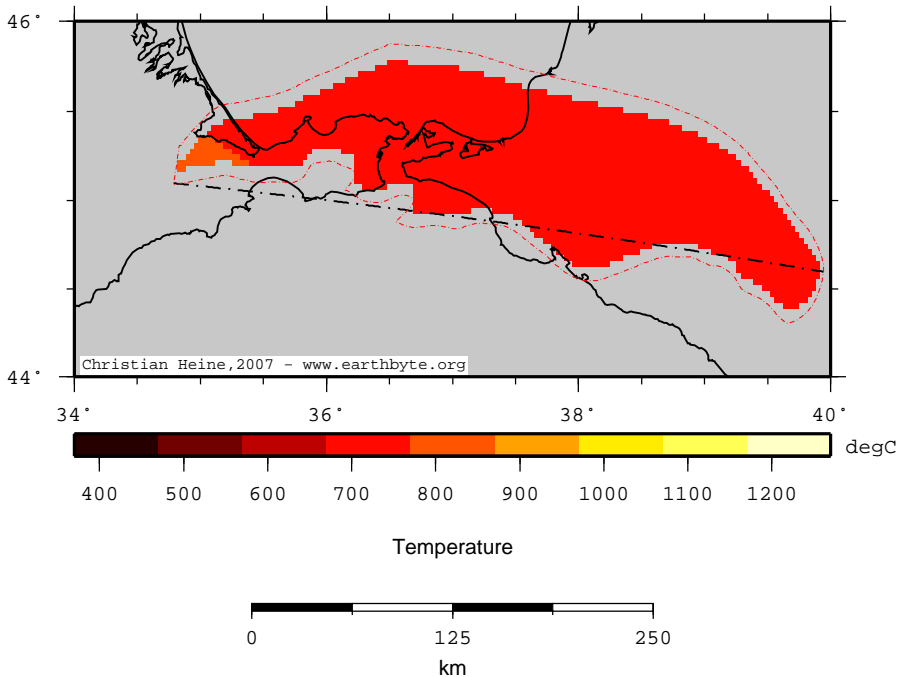 46°
44°
Christian Heine,2007 - www.earthbyte.org
34° 36° 38° 40°
degC
400 500 600 700 800 900 1000 1100 1200
Temperature
0 125 250
km